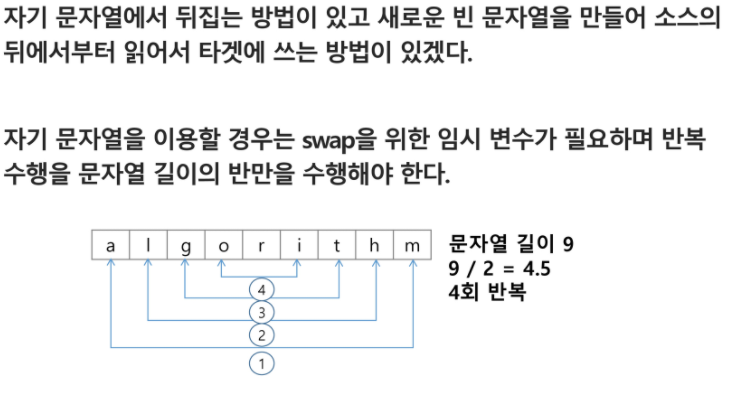 자기 문자열에서 뒤집는 방법이 있고 새로운 빈 문자열을 만들어 소스의
뒤에서부터 읽어서 타겟에 쓰는 방법이 있겠다.
자기 문자열을 이용할 경우는 swap을 위한 임시 변수가 필요하며 반복
수행을 문자열 길이의 반만을 수행해야 한다.
a l g o r i t h m
문자열 길이 9
9 / 2 = 4.5
4회 반복
4
3
2
1